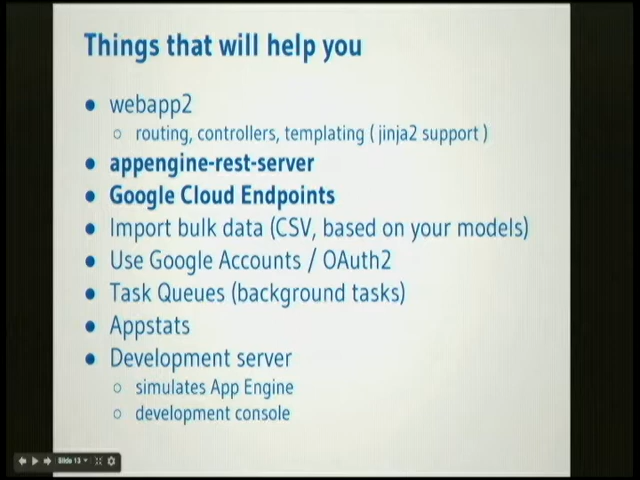 Things that will help you
● webapp2
○ routing, controllers, templating ( jinja2 support )
● appengine-rest-server
● Google Cloud Endpoints
● Import bulk data (CSV, based on your models)
● Use Google Accounts / OAuth2
● Task Queues (background tasks)
● Appstats
● Development server
○ simulates App Engine
○ development console
Slide 13